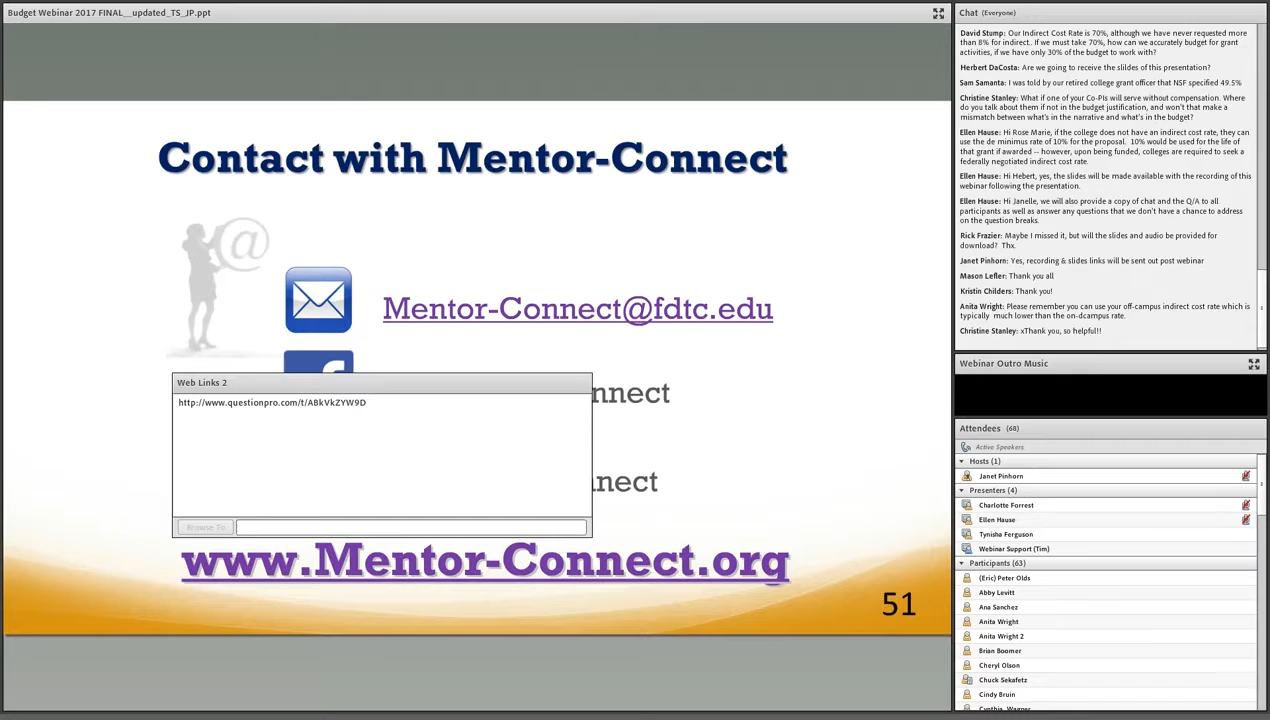 Budget Webinar 2017 FINAL__updated_TS_JP.ppt
Contact with Mentor-Connect
@
Mentor-Connect@fdtc.edu
nnect
Web Links 2
http://www.questionpro.com/t/ABkVkZYW9D
nnect
Browse To
www.Mentor-Connect.org
51
Chat (Everyone)
David Stump: Our Indirect Cost Rate is 70%, although we have never requested more
than 8% for indirect.. If we must take 70%, how can we accurately budget for grant
activities, if we have only 30% of the budget to work with?
Herbert DaCosta: Are we going to receive the slildes of this presentation?
Sam Samanta: I was told by our retired college grant officer that NSF specified 49.5%
Christine Stanley: What if one of your Co-PIs will serve without compensation. Where
do you talk about them if not in the budget justification, and won't that make a
mismatch between what's in the narrative and what's in the budget?
Ellen Hause: Hi Rose Marie, if the college does not have an indirect cost rate, they can
use the de minimus rate of 10% for the proposal.  10% would be used for the life of
that grant if awarded -- however, upon being funded, colleges are required to seek a
federally negotiated indirect cost rate.
Ellen Hause: Hi Hebert, yes, the slides will be made available with the recording of this
webinar following the presentation.
Ellen Hause: Hi Janelle, we will also provide a copy of chat and the Q/A to all
participants as well as answer any questions that we don't have a chance to address
on the question breaks.
Rick Frazier: Maybe I missed it, but will the slides and audio be provided for
download?  Thx.
Janet Pinhorn: Yes, recording & slides links will be sent out post webinar
Mason Lefler: Thank you all
Kristin Childers: Thank you!
Anita Wright: Please remember you can use your off-campus indirect cost rate which is
typically  much lower than the on-dcampus rate.
Christine Stanley: xThank you, so helpful!!
Webinar Outro Music
Attendees (68)
Active Speakers
Hosts (1)
Janet Pinhorn
Presenters (4)
Charlotte Forrest
Ellen Hause
Tynisha Ferguson
Webinar Support (Tim)
Participants (63)
(Eric) Peter Olds
Abby Levitt
Ana Sanchez
Anita Wright
Anita Wright 2
Brian Boomer
Cheryl Olson
Chuck Sekafetz
Cindy Bruin
Cynthia Wagner